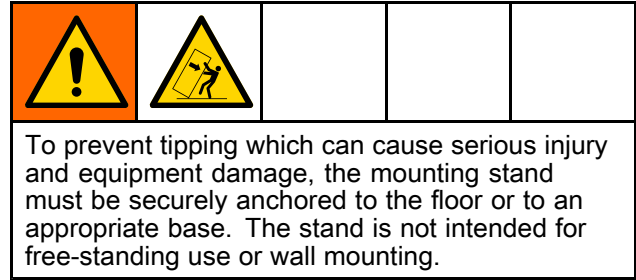 To prevent tipping which can cause serious injury
and equipment damage, the mounting stand
must be securely anchored to the floor or to an
appropriate base. The stand is not intended for
free-standing use or wall mounting.